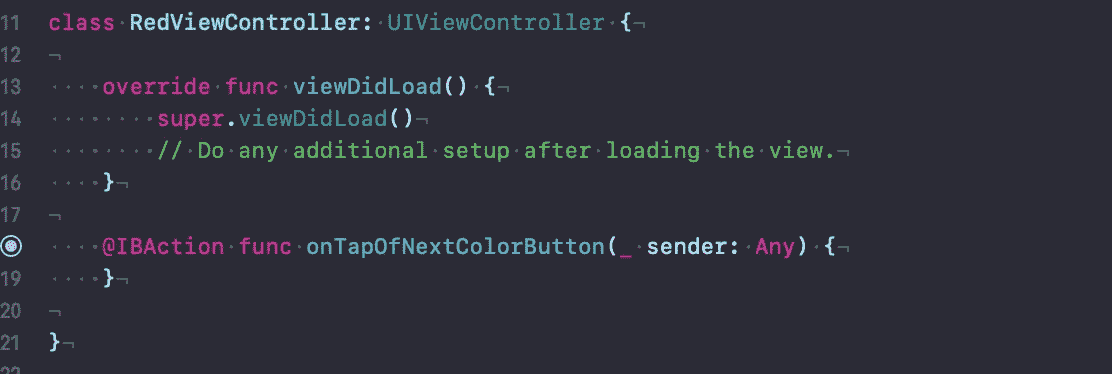 11 class RedViewController: UIViewController {¬
12 ¬
13 ····override·func·viewDidLoad()·{¬
14 ········super.viewDidLoad()¬
15 ········//·Do·any·additional·setup·after·loading·the·view.¬
16 ····}¬
17 ¬
····@IBAction·func·onTapOfNextColorButton(_·sender:·Any)·{¬
19 ····}¬
20 ¬
21 }¬